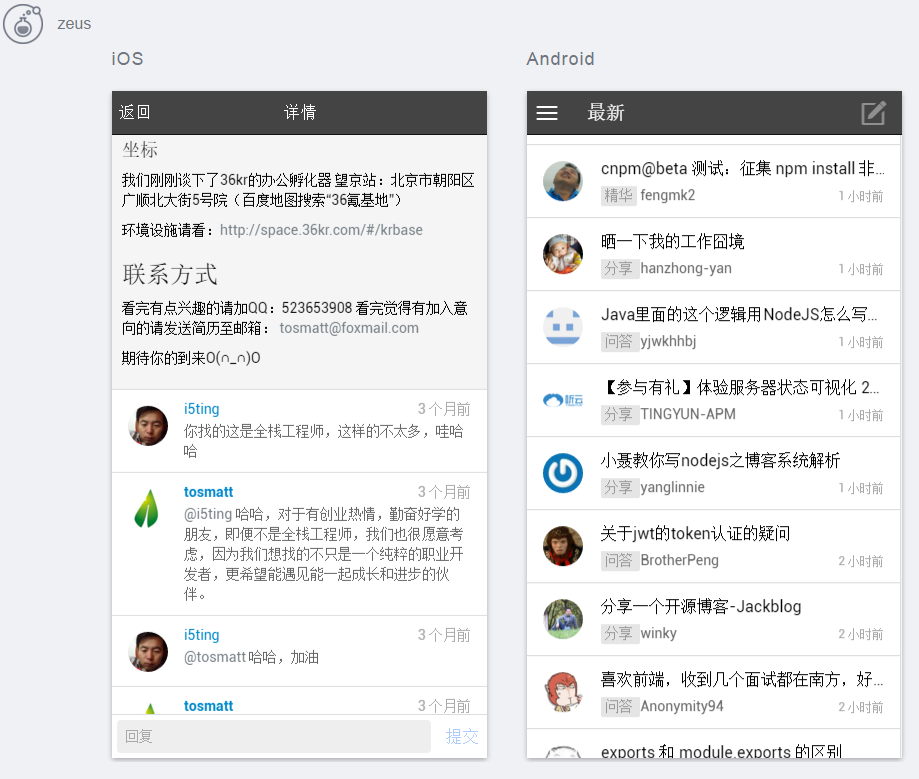 zeus
iOS
返回 详情
坐标
我们刚刚谈下了36kr的办公孵化器 望京站：北京市朝阳区
广顺北大街5号院（百度地图搜索“36氪基地”）
环境设施请看：http://space.36kr.com/#/krbase
联系方式
看完有点兴趣的请加QQ：523653908 看完觉得有加入意
向的请发送简历至邮箱： tosmatt@foxmail.com
期待你的到来O(∩_∩)O
i5ting 3 个月前
你找的这是全栈工程师，这样的不太多，哇哈
哈
tosmatt 3 个月前
@i5ting 哈哈，对于有创业热情，勤奋好学的
朋友，即便不是全栈工程师，我们也很愿意考
虑，因为我们想找的不只是一个纯粹的职业开
发者，更希望能遇见能一起成长和进步的伙
伴。
i5ting 3 个月前
@tosmatt 哈哈，加油
tosmatt 3 个月前
回复 提交
Android
最新
cnpm@beta 测试：征集 npm install 非...
精华 fengmk2 1 小时前
晒一下我的工作囧境
分享 hanzhong-yan 1 小时前
Java里面的这个逻辑用NodeJS怎么写...
问答 yjwkhhbj 1 小时前
听云
【参与有礼】体验服务器状态可视化 2...
分享 TINGYUN-APM 1 小时前
小聂教你写nodejs之博客系统解析
分享 yanglinnie 1 小时前
关于jwt的token认证的疑问
问答 BrotherPeng 2 小时前
分享一个开源博客-Jackblog
分享 winky 2 小时前
喜欢前端，收到几个面试都在南方，好...
问答 Anonymity94 2 小时前
exports 和 module.exports 的区别